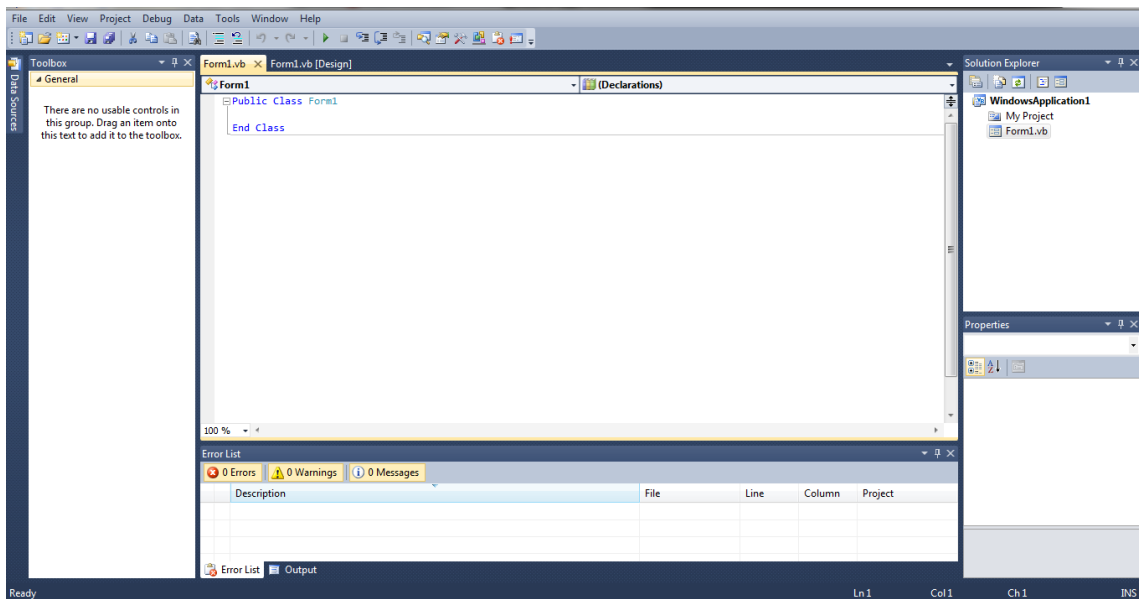 File Edit View Project Debug Data Tools Window Help
Data Sources
Toolbox
General
There are no usable controls in
this group. Drag an item onto
this text to add it to the toolbox.
Form1.vb Form1.vb [Design]
Form1 (Declarations)
Public Class Form1
End Class
100 %
Error List
0 Errors 0 Warnings 0 Messages
Description File Line Column Project
Error List Output
Solution Explorer
WindowsApplication1
My Project
Form1.vb
Properties
Ready Ln 1 Col 1 Ch 1 INS